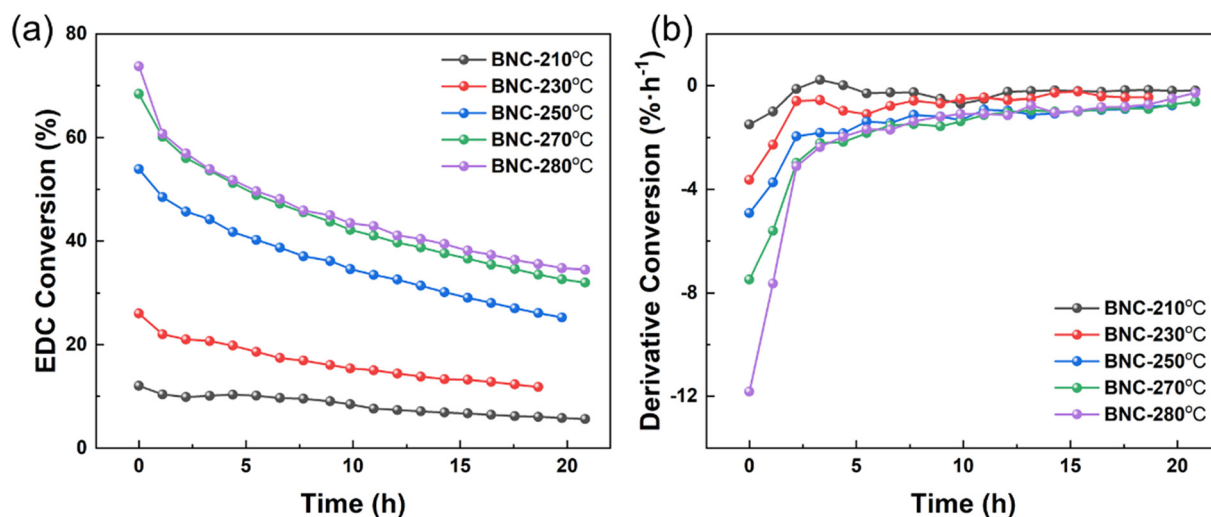 (a)
80
60
40
20
0
EDC Conversion (%)
BNC-210°C
BNC-230°C
BNC-250°C
BNC-270°C
BNC-280°C
0 5 10 15 20
Time (h)
(b)
0
-4
-8
-12
Derivative Conversion (%·h⁻¹)
BNC-210°C
BNC-230°C
BNC-250°C
BNC-270°C
BNC-280°C
0 5 10 15 20
Time (h)